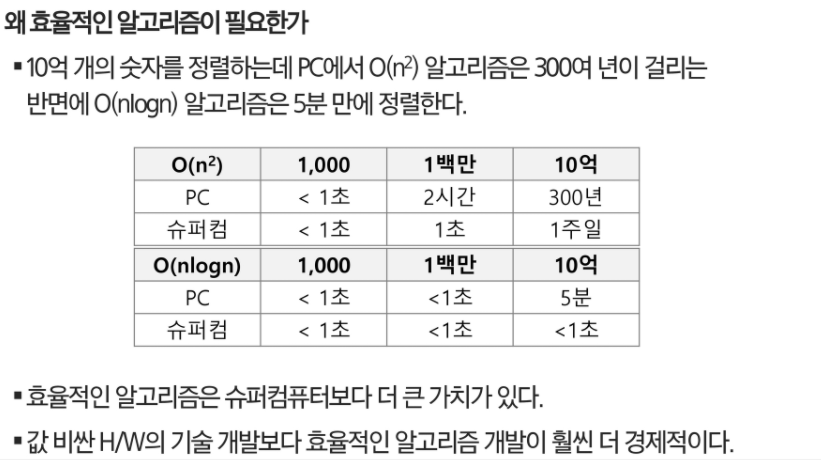 왜 효율적인 알고리즘이 필요한가
▪10억 개의 숫자를 정렬하는데 PC에서 O(n²) 알고리즘은 300여 년이 걸리는
반면에 O(nlogn) 알고리즘은 5분 만에 정렬한다.
O(n²) 1,000 1백만 10억
PC < 1초 2시간 300년
슈퍼컴 < 1초 1초 1주일
O(nlogn) 1,000 1백만 10억
PC < 1초 <1초 5분
슈퍼컴 < 1초 <1초 <1초
▪효율적인 알고리즘은 슈퍼컴퓨터보다 더 큰 가치가 있다.
▪값 비싼 H/W의 기술 개발보다 효율적인 알고리즘 개발이 훨씬 더 경제적이다.